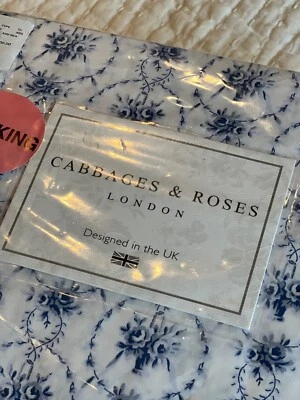 KING
CABBAGES & ROSES
LONDON
Designed in the UK